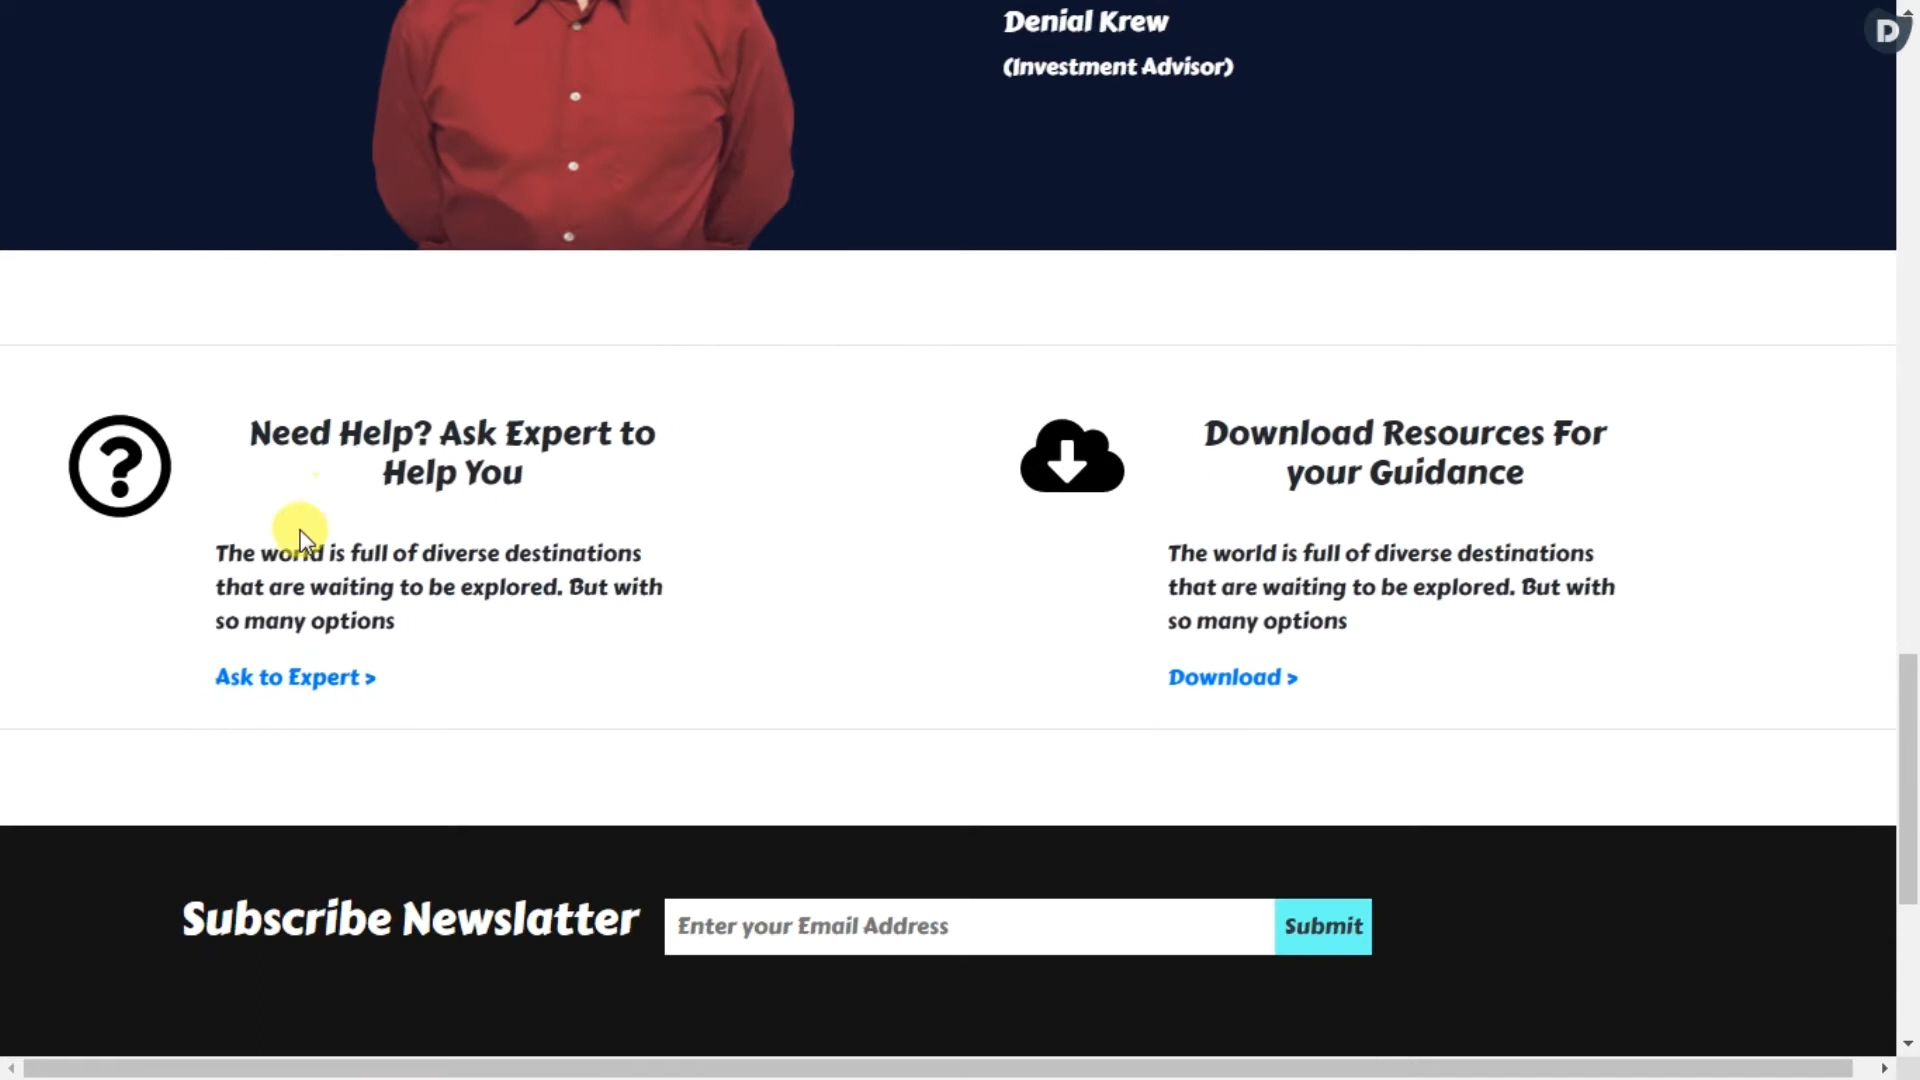 D
Denial Krew
(Investment Advisor)
Need Help? Ask Expert to
Help You
The world is full of diverse destinations
that are waiting to be explored. But with
so many options
Ask to Expert >
Download Resources For
your Guidance
The world is full of diverse destinations
that are waiting to be explored. But with
so many options
Download >
Subscribe Newslatter
Enter your Email Address
Submit